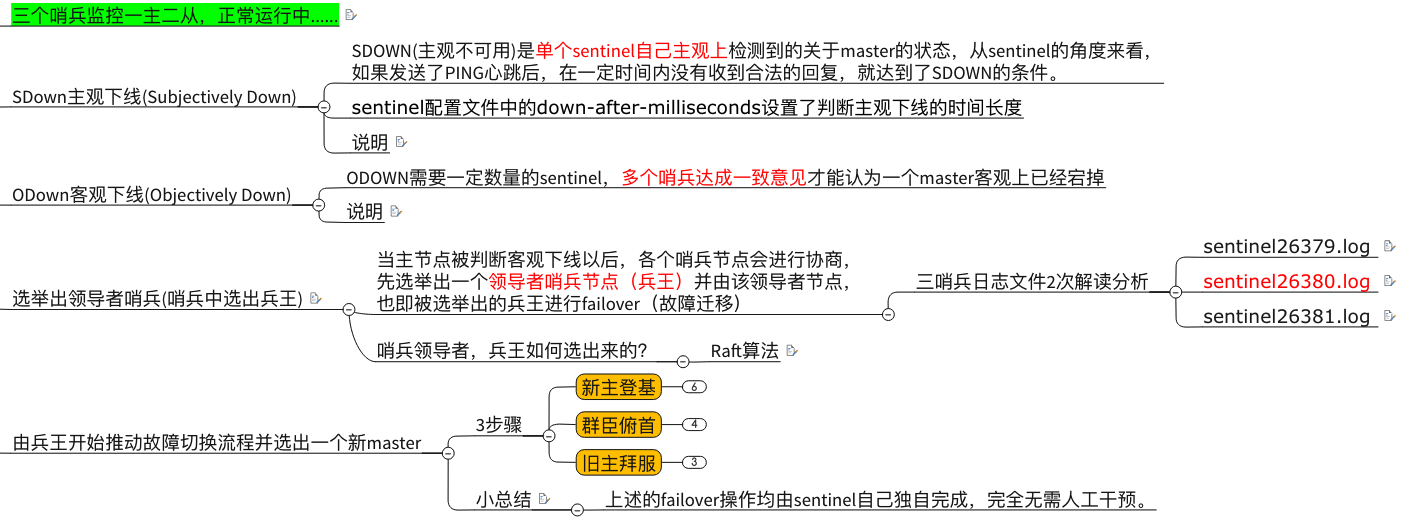 三个哨兵监控一主二从，正常运行中......
SDown主观下线(Subjectively Down)
SDOWN(主观不可用)是单个sentinel自己主观上检测到的关于master的状态，从sentinel的角度来看，
如果发送了PING心跳后，在一定时间内没有收到合法的回复，就达到了SDOWN的条件。
sentinel配置文件中的down-after-milliseconds设置了判断主观下线的时间长度
说明
ODown客观下线(Objectively Down)
ODOWN需要一定数量的sentinel，多个哨兵达成一致意见才能认为一个master客观上已经宕掉
说明
选举出领导者哨兵(哨兵中选出兵王)
当主节点被判断客观下线以后，各个哨兵节点会进行协商，
先选举出一个领导者哨兵节点（兵王）并由该领导者节点，
也即被选举出的兵王进行failover（故障迁移）
三哨兵日志文件2次解读分析
sentinel26379.log
sentinel26380.log
sentinel26381.log
哨兵领导者，兵王如何选出来的？
Raft算法
由兵王开始推动故障切换流程并选出一个新master
3步骤
新主登基
6
群臣俯首
4
旧主拜服
3
小总结
上述的failover操作均由sentinel自己独自完成，完全无需人工干预。